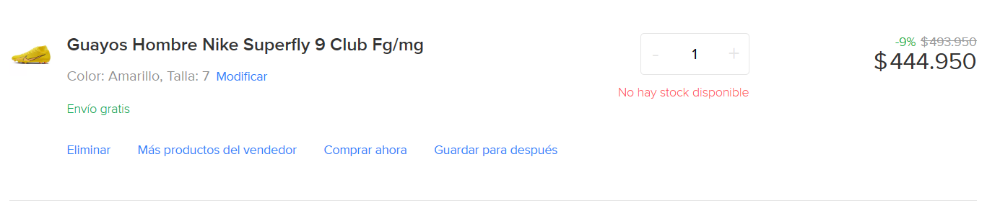 Guayos Hombre Nike Superfly 9 Club Fg/mg
Color: Amarillo, Talla: 7 Modificar
Envío gratis
Eliminar Más productos del vendedor Comprar ahora Guardar para después
- 1 +
No hay stock disponible
-9% $493.950
$444.950